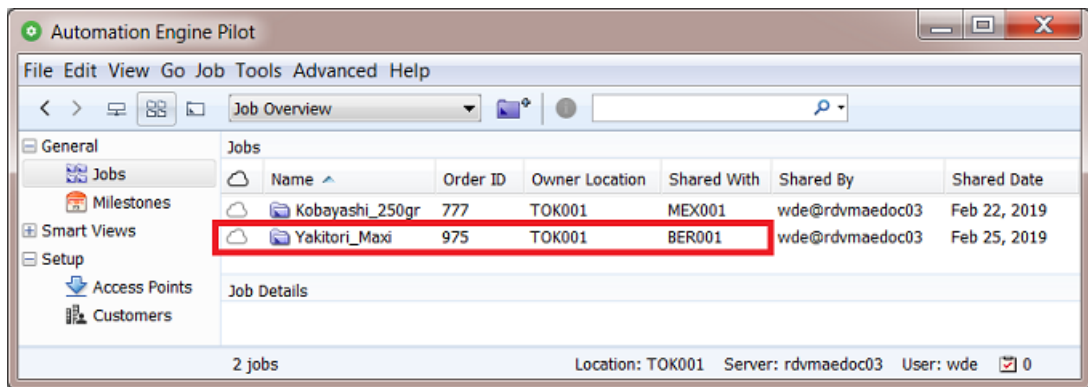 Automation Engine Pilot
File Edit View Go Job Tools Advanced Help
Job Overview
General
Jobs
Milestones
Smart Views
Setup
Access Points
Customers
Jobs
Name Order ID Owner Location Shared With Shared By Shared Date
Kobayashi_250gr 777 TOK001 MEX001 wde@rdvmaedoc03 Feb 22, 2019
Yakitori_Maxi 975 TOK001 BER001 wde@rdvmaedoc03 Feb 25, 2019
Job Details
2 jobs Location: TOK001 Server: rdvmaedoc03 User: wde 0